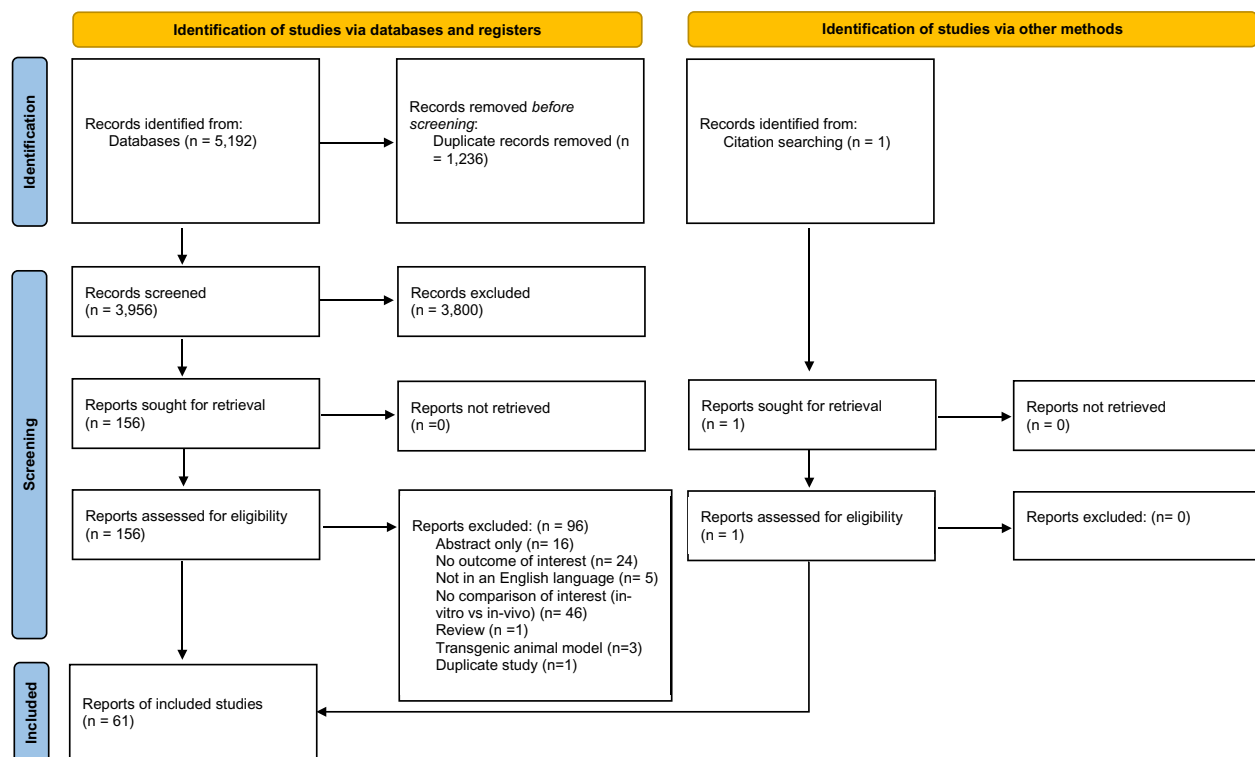 Identification of studies via databases and registers
Identification of studies via other methods
Identification
Records identified from:
Databases (n = 5,192)
Records removed before
screening:
Duplicate records removed (n
= 1,236)
Records identified from:
Citation searching (n = 1)
Screening
Records screened
(n = 3,956)
Records excluded
(n = 3,800)
Reports sought for retrieval
(n = 156)
Reports not retrieved
(n =0)
Reports sought for retrieval
(n = 1)
Reports not retrieved
(n = 0)
Reports assessed for eligibility
(n = 156)
Reports excluded: (n = 96)
Abstract only (n= 16)
No outcome of interest (n= 24)
Not in an English language (n= 5)
No comparison of interest (in-
vitro vs in-vivo) (n= 46)
Review (n =1)
Transgenic animal model (n=3)
Duplicate study (n=1)
Reports assessed for eligibility
(n = 1)
Reports excluded: (n= 0)
Included
Reports of included studies
(n = 61)